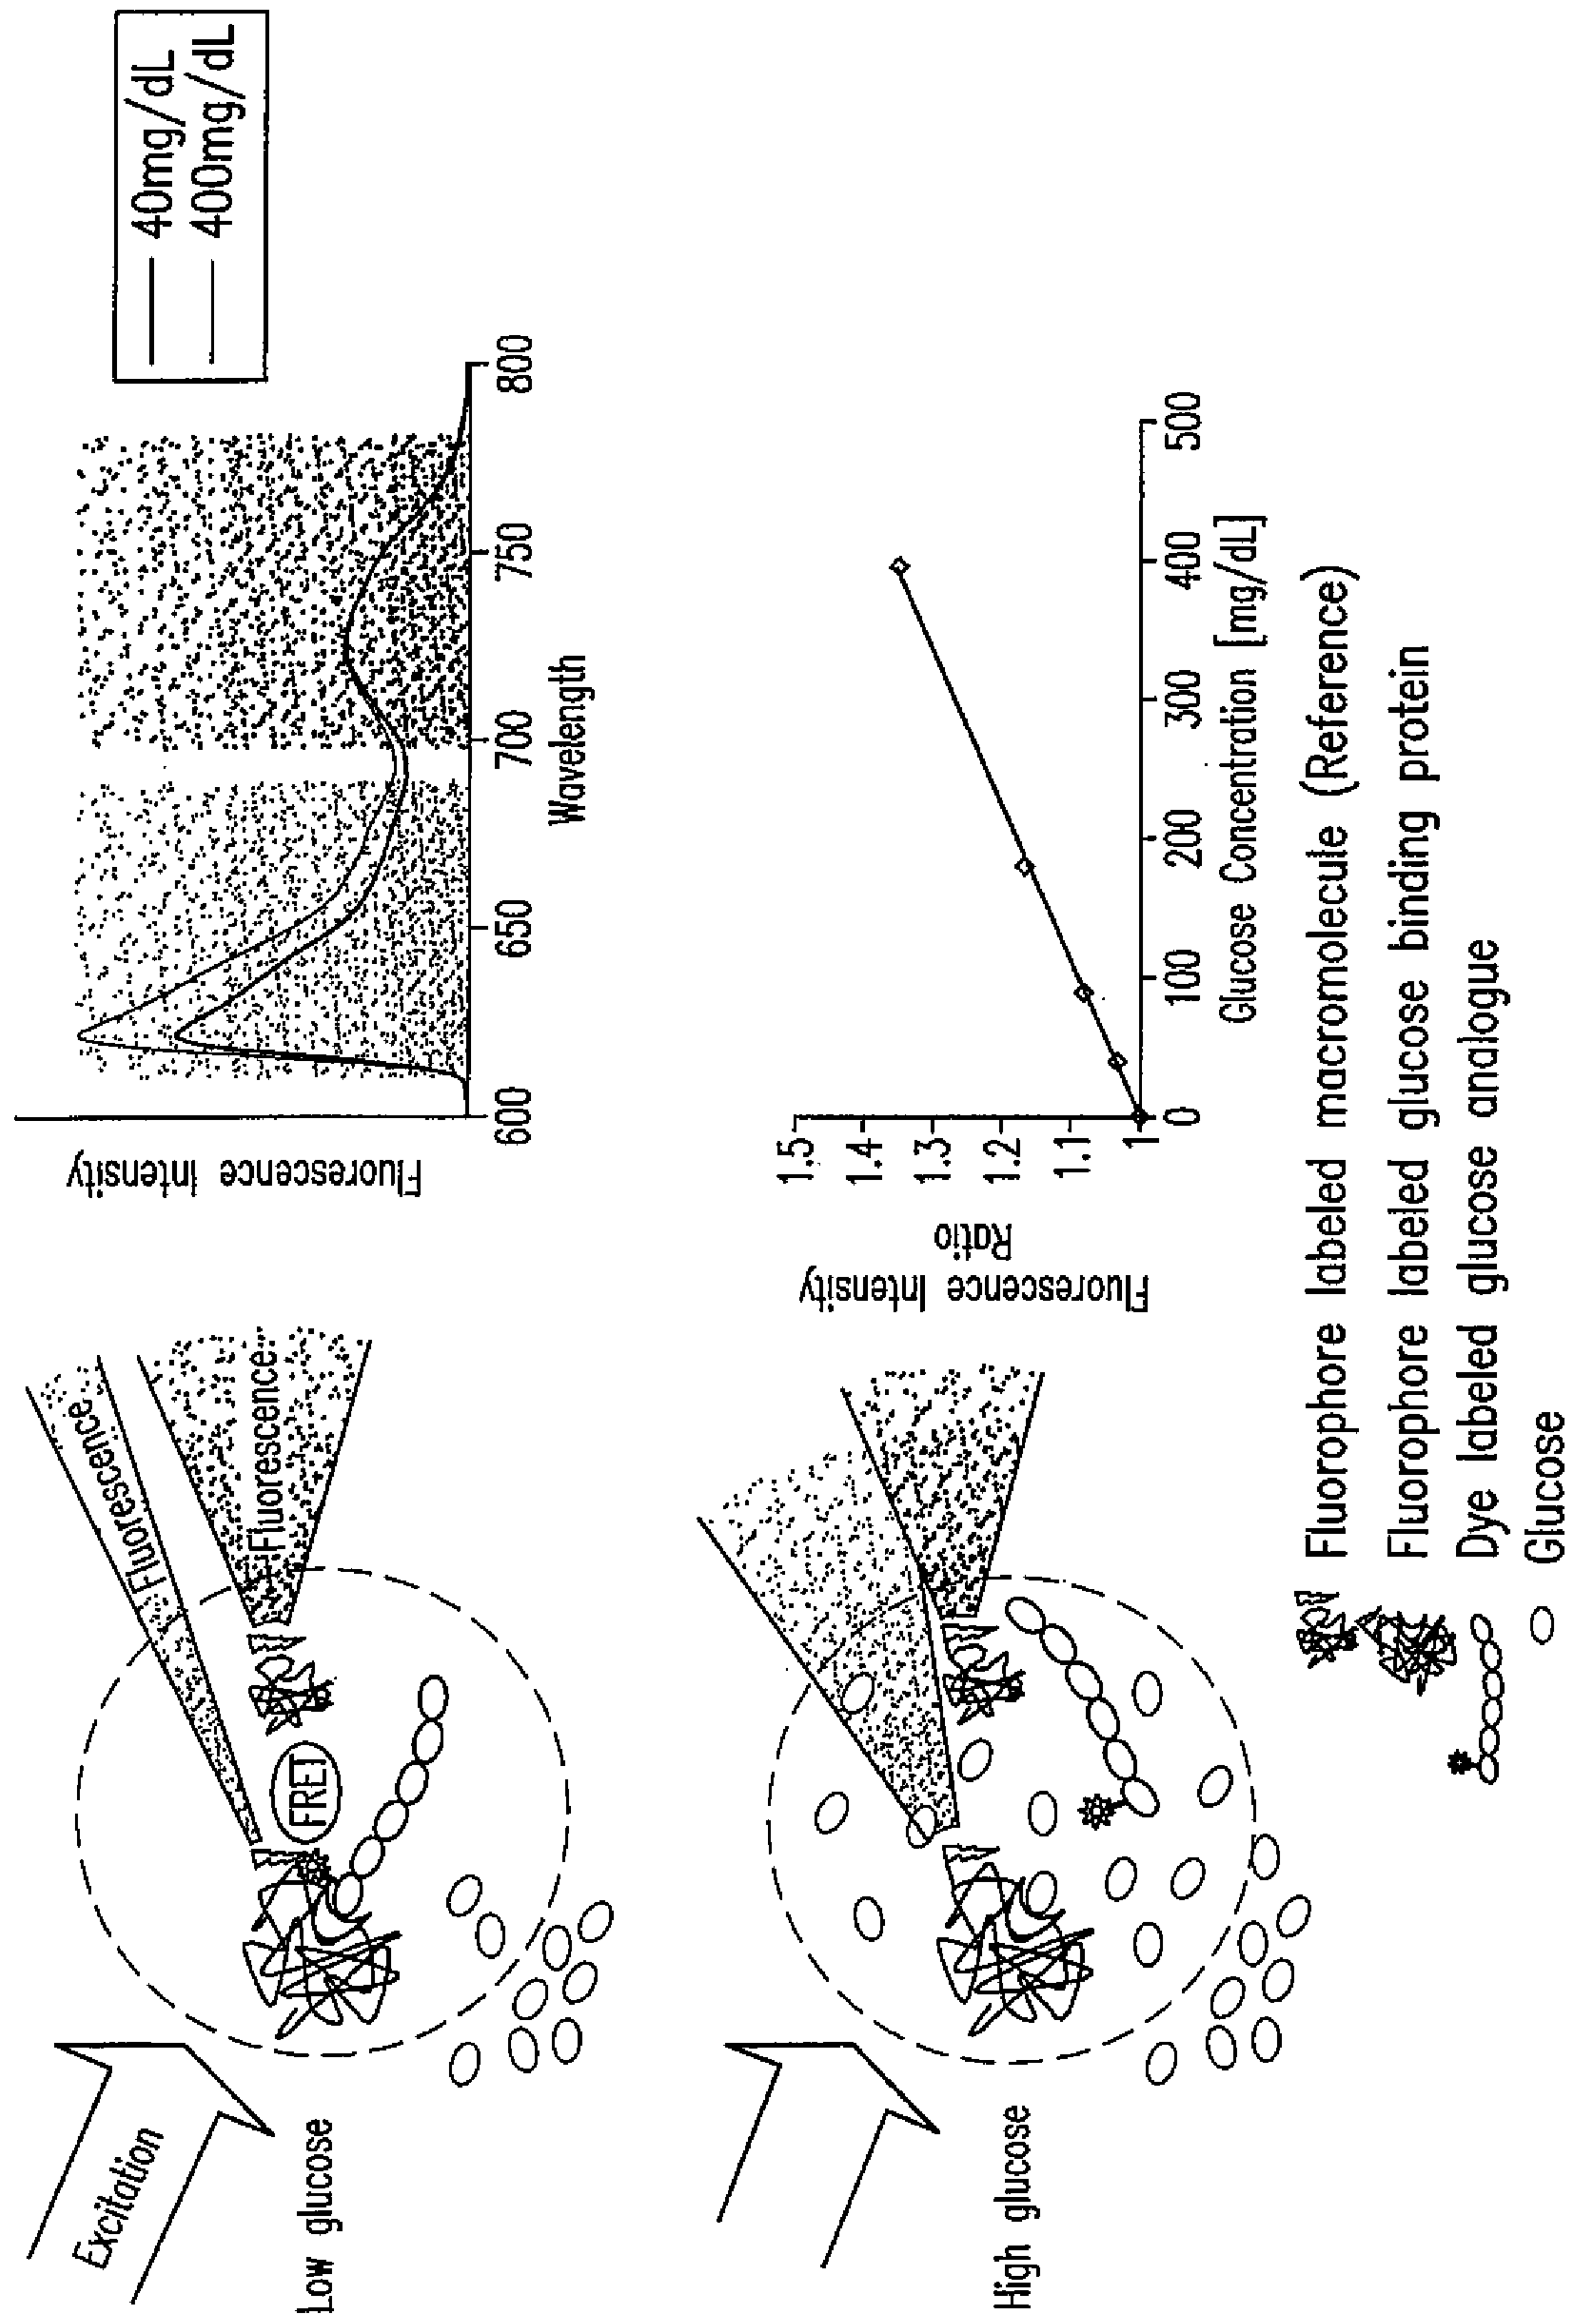 Excitation
Low glucose
Fluorescence
Fluorescence
FRET
Fluorescence Intensity
600
650
700
750
800
Wavelength
40mg/dL
400mg/dL
High glucose
Fluorescence Intensity
Ratio
1.5
1.4
1.3
1.2
1.1
1
0
100
200
300
400
500
Glucose Concentration [mg/dL]
Fluorophore labeled macromolecule (Reference)
Fluorophore labeled glucose binding protein
Dye labeled glucose analogue
Glucose